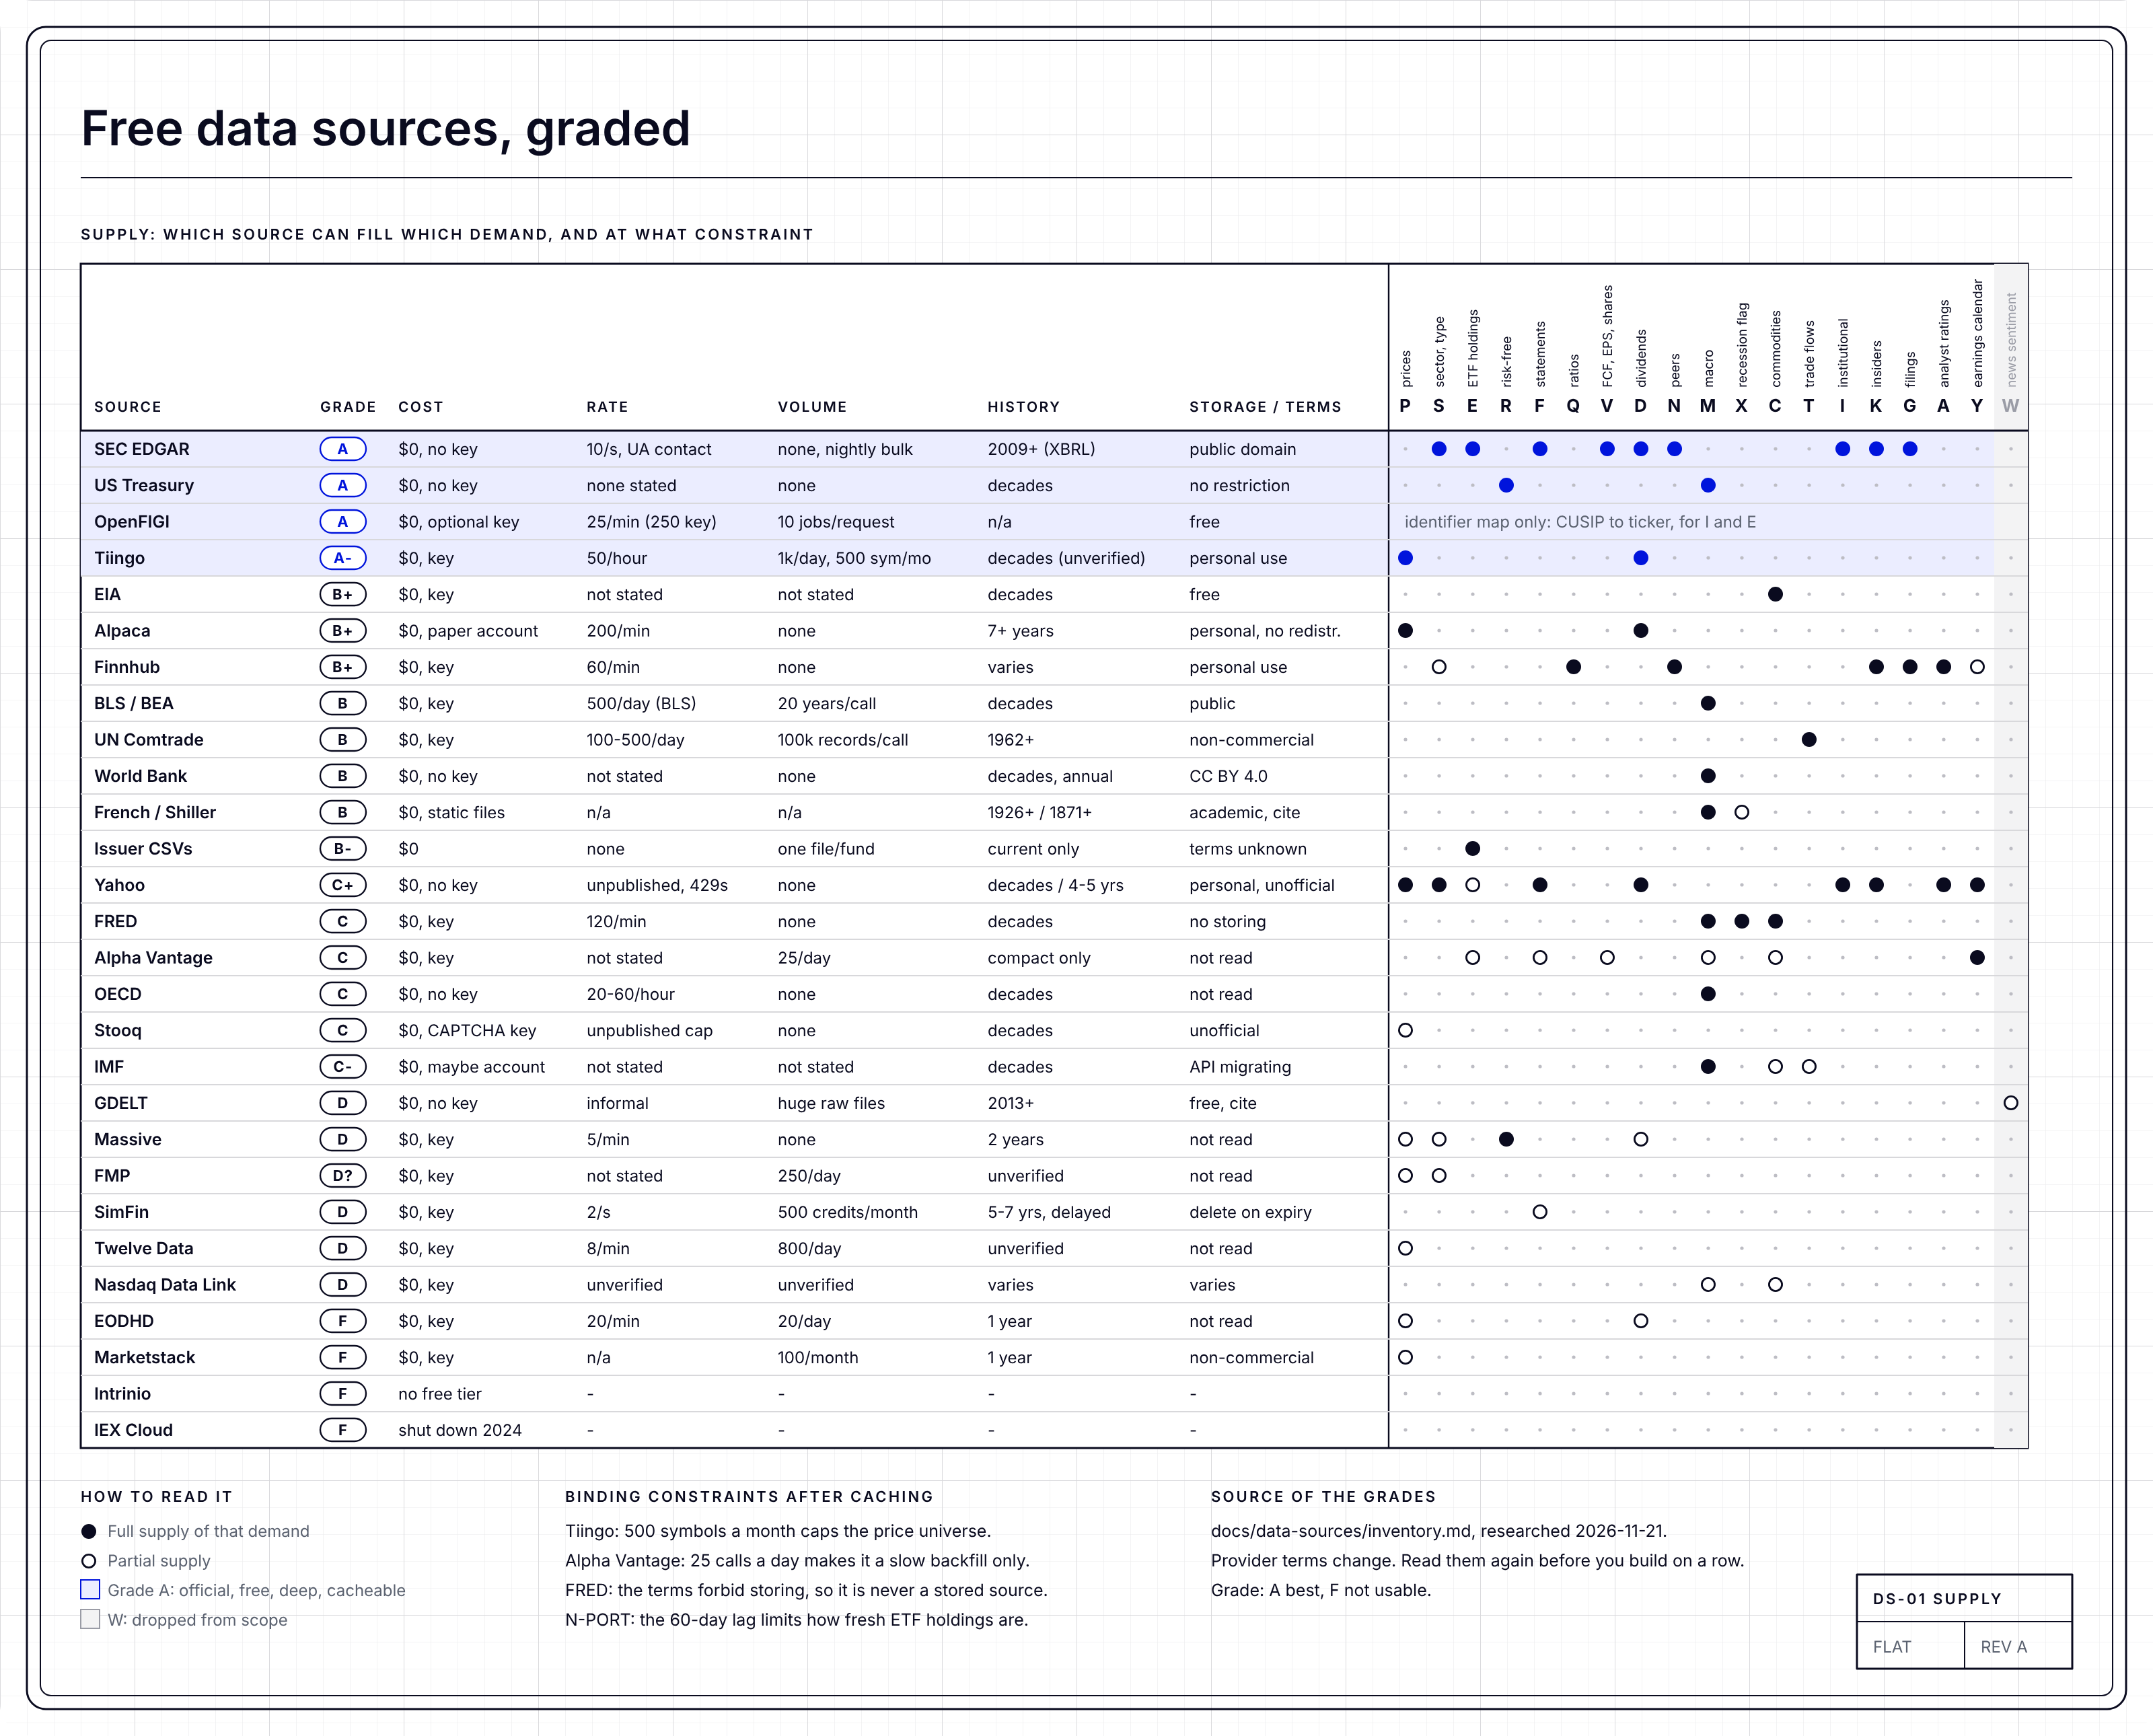 Free data sources, graded
SUPPLY: WHICH SOURCE CAN FILL WHICH DEMAND, AND AT WHAT CONSTRAINT
prices sector, type ETF holdings risk-free statements ratios FCF, EPS, shares dividends peers macro recession flag commodities trade flows institutional insiders filings analyst ratings earnings calendar news sentiment
SOURCE GRADE COST RATE VOLUME HISTORY STORAGE / TERMS P S E R F Q V D N M X C T I K G A Y W
SEC EDGAR A $0, no key 10/s, UA contact none, nightly bulk 2009+ (XBRL) public domain
US Treasury A $0, no key none stated none decades no restriction
OpenFIGI A $0, optional key 25/min (250 key) 10 jobs/request n/a free identifier map only: CUSIP to ticker, for I and E
Tiingo A- $0, key 50/hour 1k/day, 500 sym/mo decades (unverified) personal use
EIA B+ $0, key not stated not stated decades free
Alpaca B+ $0, paper account 200/min none 7+ years personal, no redistr.
Finnhub B+ $0, key 60/min none varies personal use
BLS / BEA B $0, key 500/day (BLS) 20 years/call decades public
UN Comtrade B $0, key 100-500/day 100k records/call 1962+ non-commercial
World Bank B $0, no key not stated none decades, annual CC BY 4.0
French / Shiller B $0, static files n/a n/a 1926+ / 1871+ academic, cite
Issuer CSVs B- $0 none one file/fund current only terms unknown
Yahoo C+ $0, no key unpublished, 429s none decades / 4-5 yrs personal, unofficial
FRED C $0, key 120/min none decades no storing
Alpha Vantage C $0, key not stated 25/day compact only not read
OECD C $0, no key 20-60/hour none decades not read
Stooq C $0, CAPTCHA key unpublished cap none decades unofficial
IMF C- $0, maybe account not stated not stated decades API migrating
GDELT D $0, no key informal huge raw files 2013+ free, cite
Massive D $0, key 5/min none 2 years not read
FMP D? $0, key not stated 250/day unverified not read
SimFin D $0, key 2/s 500 credits/month 5-7 yrs, delayed delete on expiry
Twelve Data D $0, key 8/min 800/day unverified not read
Nasdaq Data Link D $0, key unverified unverified varies varies
EODHD F $0, key 20/min 20/day 1 year not read
Marketstack F $0, key n/a 100/month 1 year non-commercial
Intrinio F no free tier - - - -
IEX Cloud F shut down 2024 - - - -
HOW TO READ IT
Full supply of that demand
Partial supply
Grade A: official, free, deep, cacheable
W: dropped from scope
BINDING CONSTRAINTS AFTER CACHING
Tiingo: 500 symbols a month caps the price universe.
Alpha Vantage: 25 calls a day makes it a slow backfill only.
FRED: the terms forbid storing, so it is never a stored source.
N-PORT: the 60-day lag limits how fresh ETF holdings are.
SOURCE OF THE GRADES
docs/data-sources/inventory.md, researched 2026-11-21.
Provider terms change. Read them again before you build on a row.
Grade: A best, F not usable.
DS-01 SUPPLY
FLAT REV A